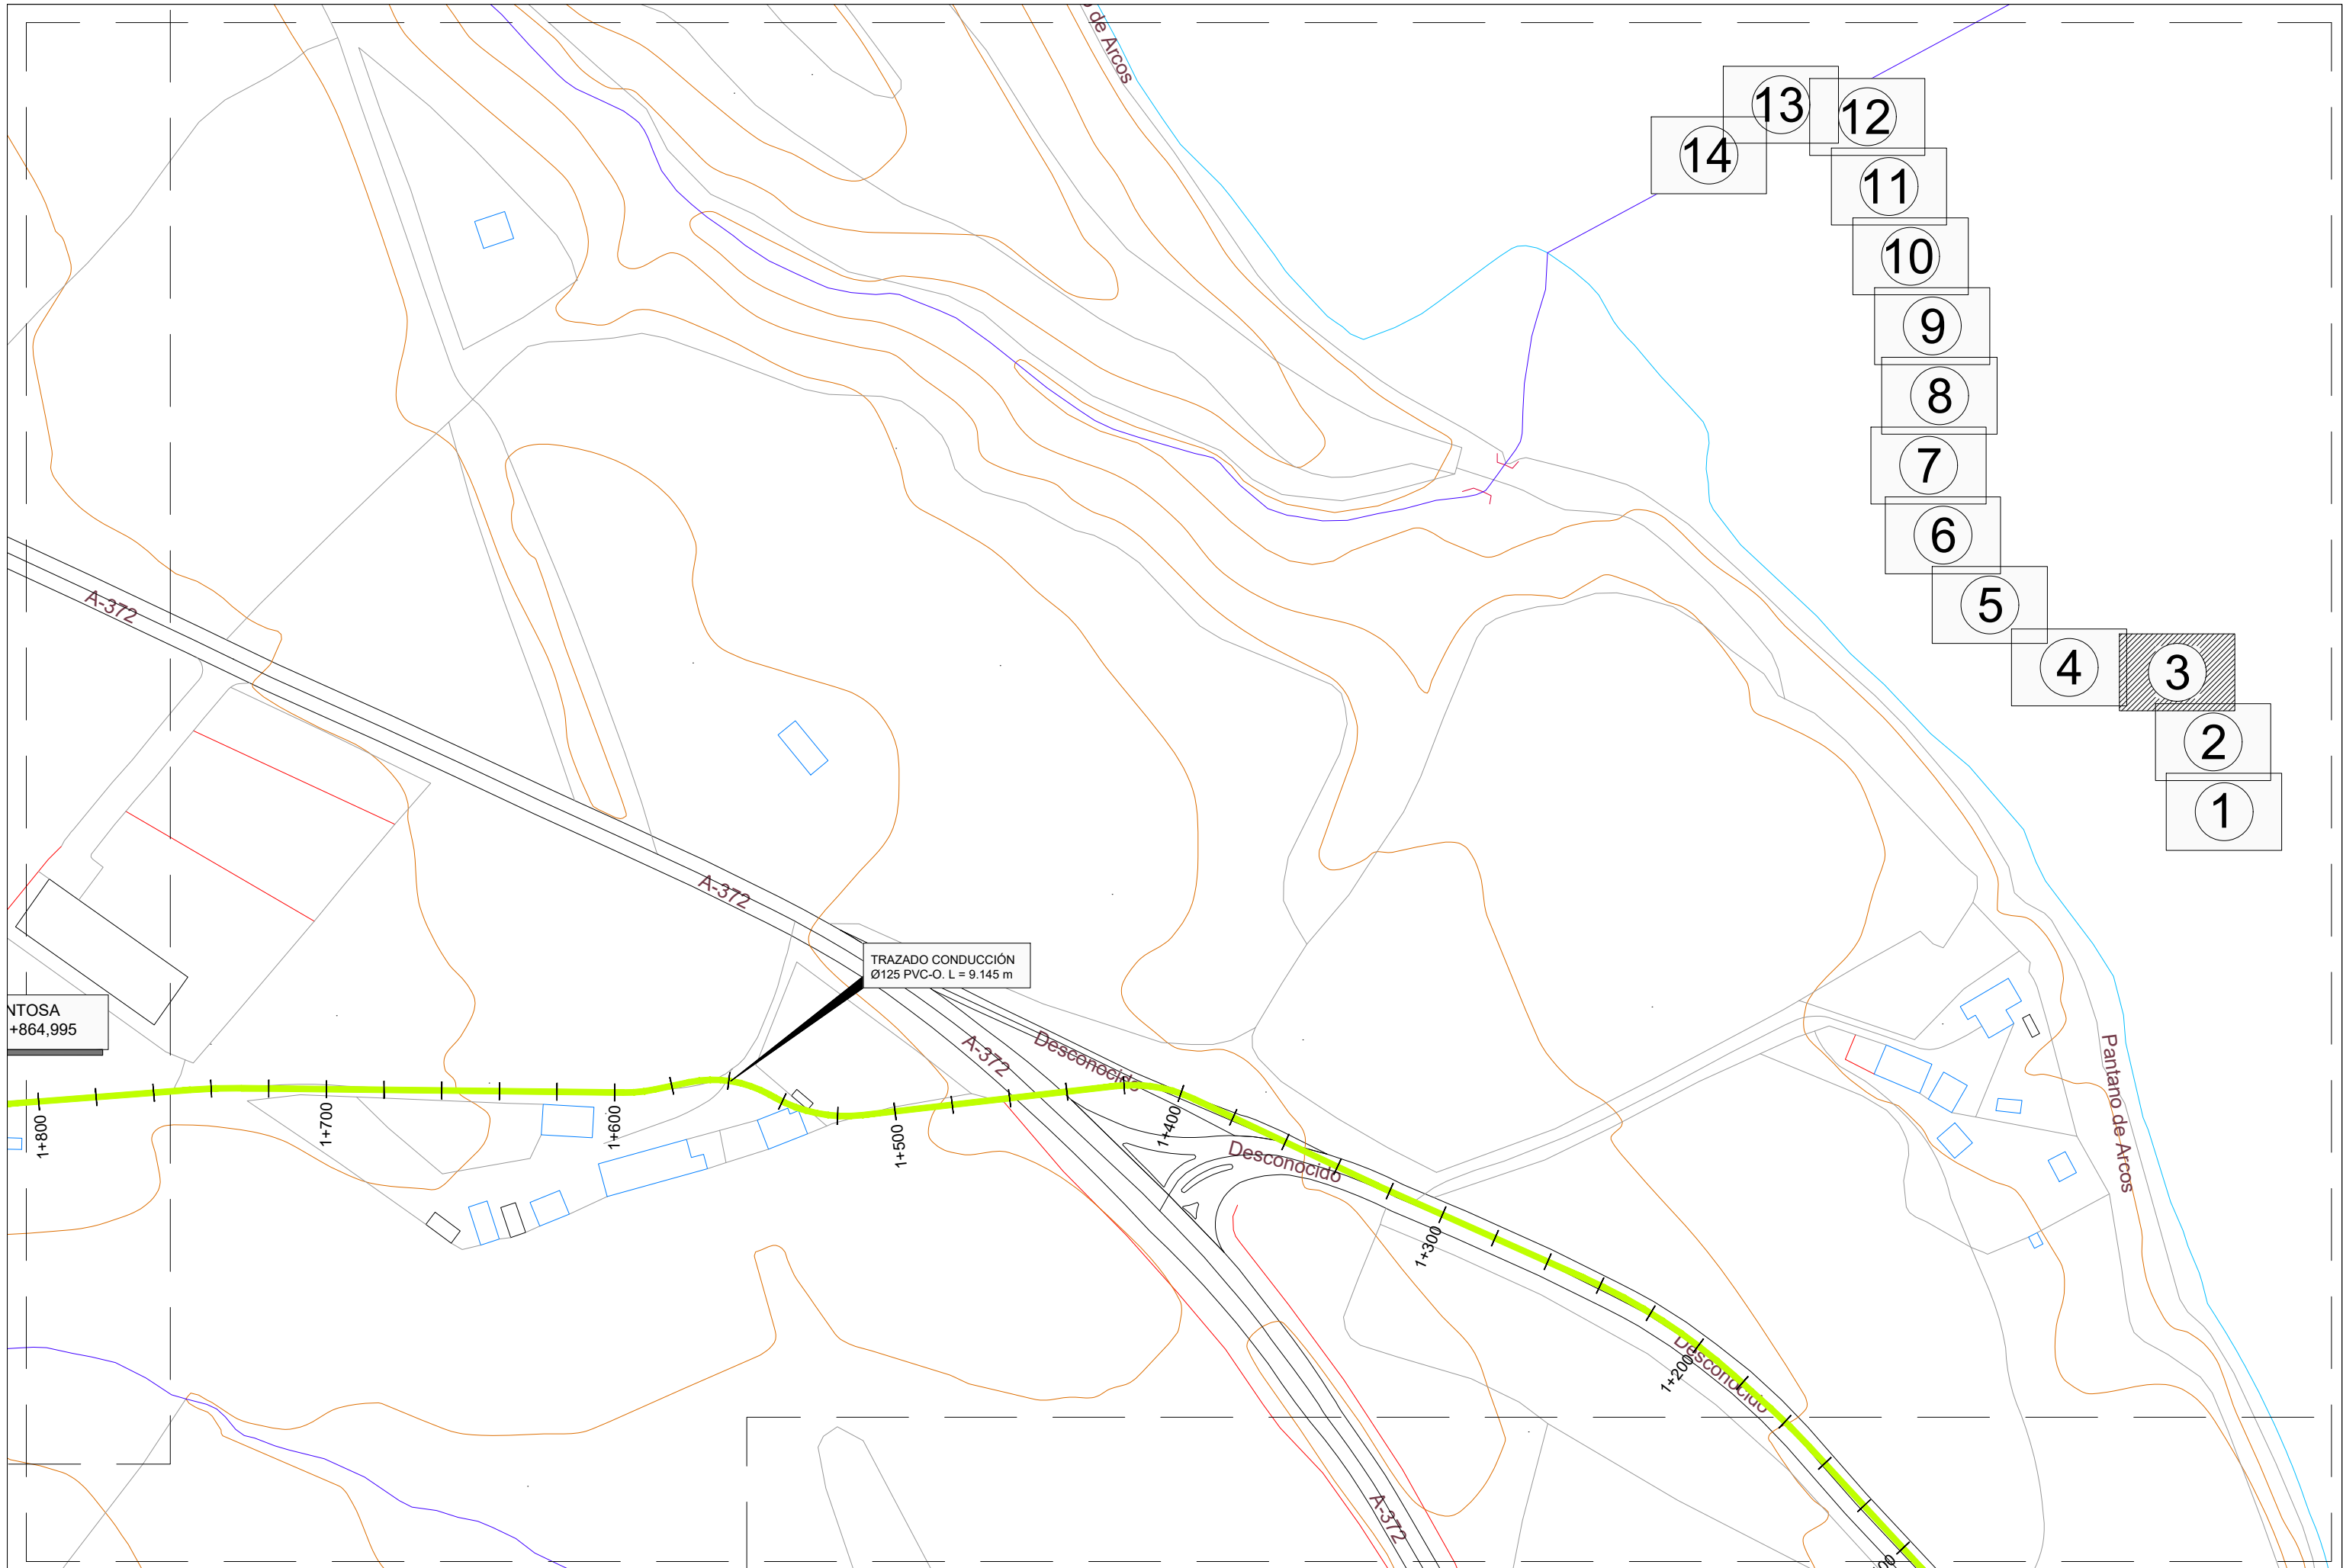 de Arcos
13
12
14
11
10
9
8
7
6
5
4
3
2
1
A-372
A-372
TRAZADO CONDUCCIÓN
Ø125 PVC-O. L = 9.145 m
NTOSA
+864,995
A-372
Desconocido
Desconocido
Pantano de Arcos
1+800
1+700
1+600
1+500
1+400
1+300
1+200
Desconocido
A-372
00